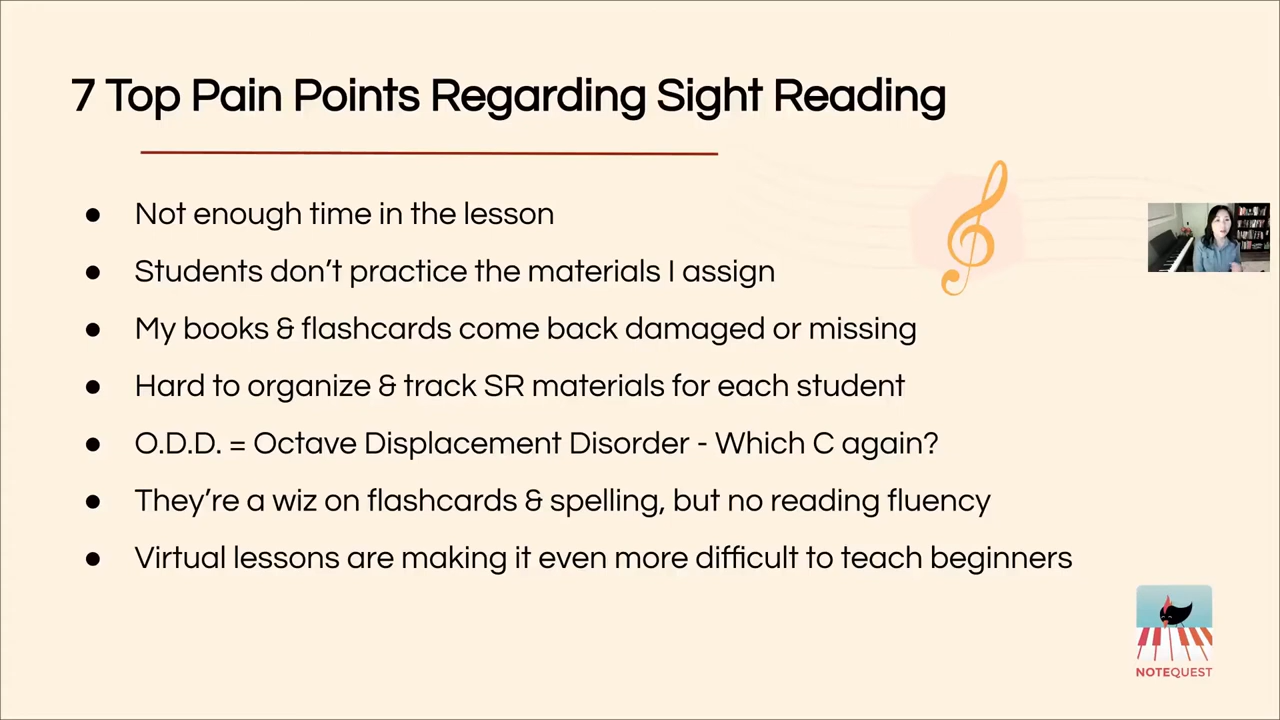 7 Top Pain Points Regarding Sight Reading
● Not enough time in the lesson
● Students don’t practice the materials I assign
● My books & flashcards come back damaged or missing
● Hard to organize & track SR materials for each student
● O.D.D. = Octave Displacement Disorder - Which C again?
● They’re a wiz on flashcards & spelling, but no reading fluency
● Virtual lessons are making it even more difficult to teach beginners
NOTEQUEST